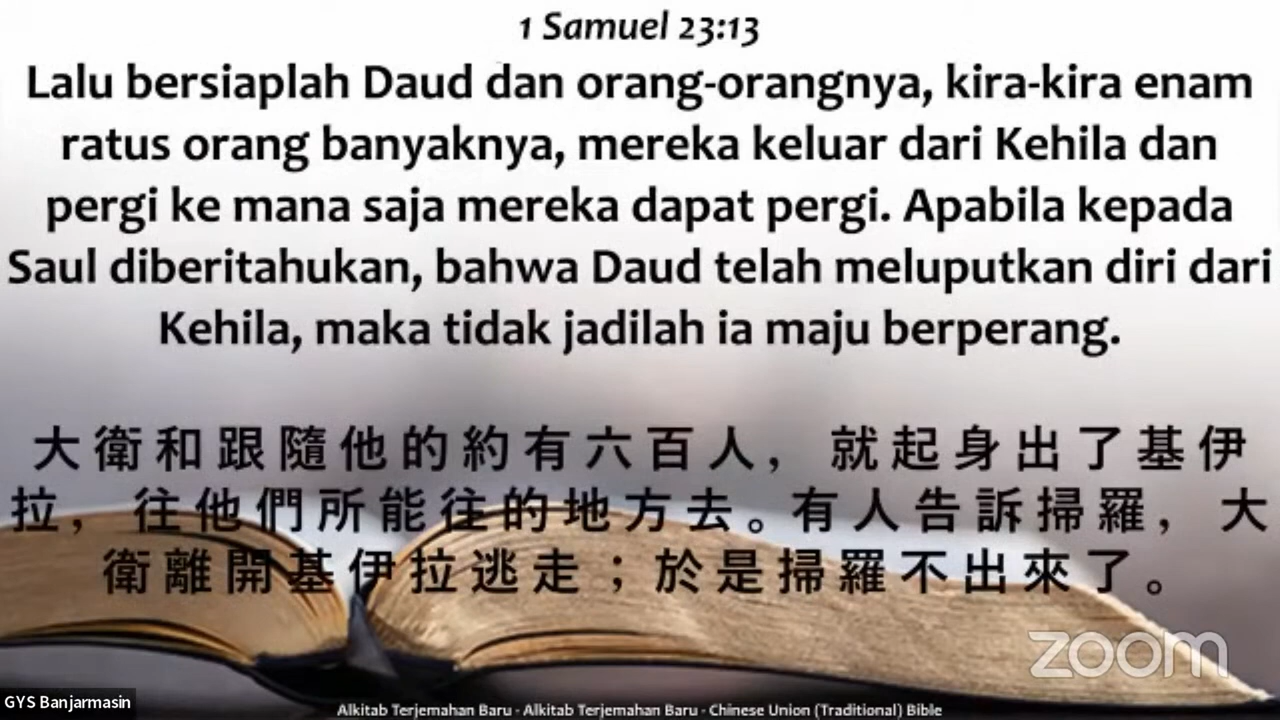 1 Samuel 23:13
Lalu bersiaplah Daud dan orang-orangnya, kira-kira enam
ratus orang banyaknya, mereka keluar dari Kehila dan
pergi ke mana saja mereka dapat pergi. Apabila kepada
Saul diberitahukan, bahwa Daud telah meluputkan diri dari
Kehila, maka tidak jadilah ia maju berperang.
大衛和跟隨他的約有六百人，就起身出了基伊
拉，往他們所能往的地方去。有人告訴掃羅，大
衛離開基伊拉逃走；於是掃羅不出來了。
zoom
GYS Banjarmasin
Alkitab Terjemahan Baru - Alkitab Terjemahan Baru - Chinese Union (Traditional) Bible